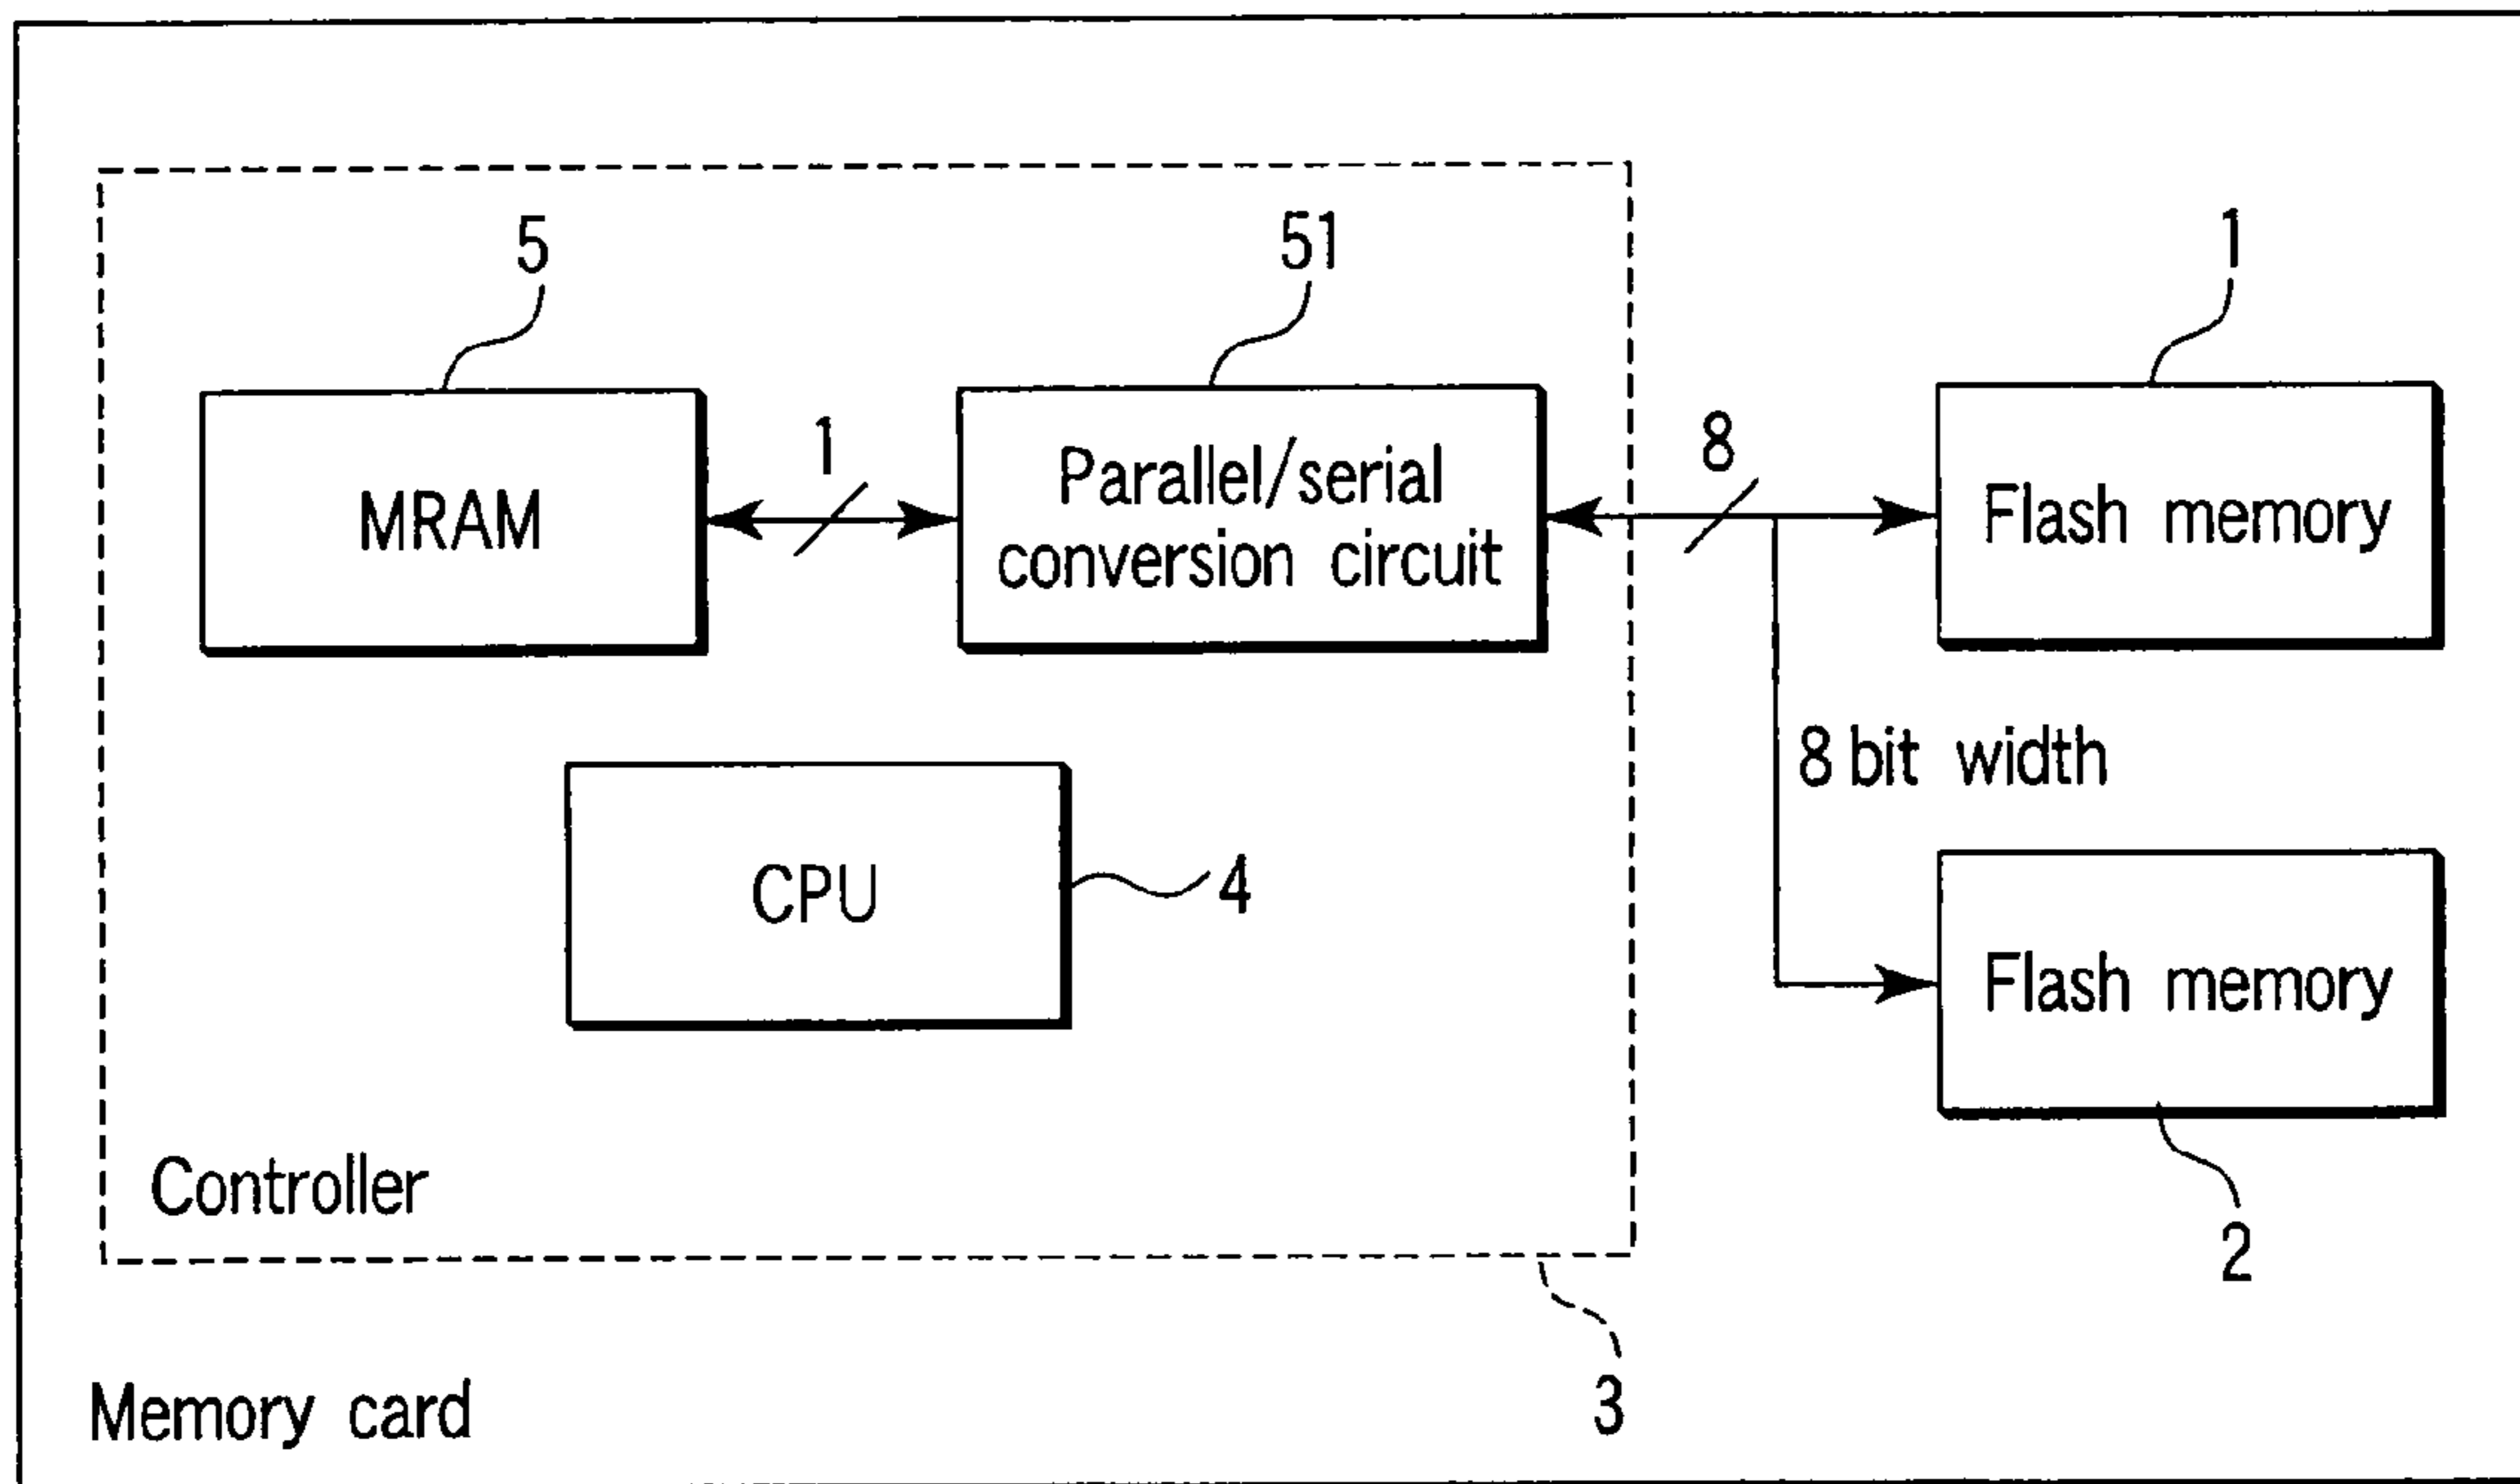 5
51
1
1
8
MRAM
Parallel/serial
conversion circuit
Flash memory
8 bit width
CPU
4
Flash memory
Controller
2
3
Memory card